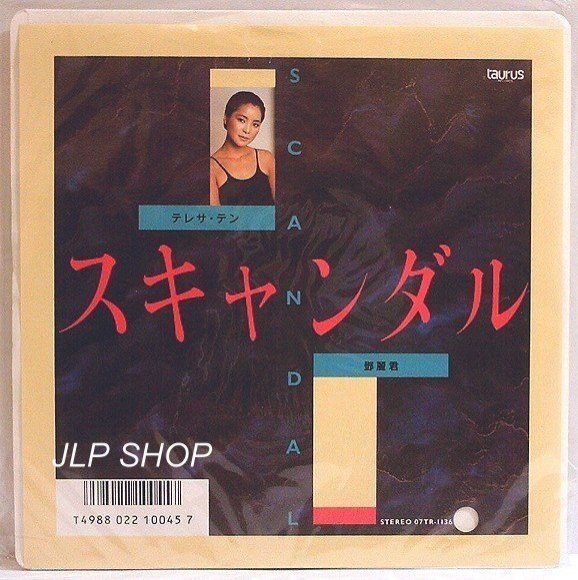 taurus
SCANDAL
テレサ・テン
スキャンダル
鄧麗君
JLP SHOP
T4988 022 10045 7
STEREO 07TR-1136